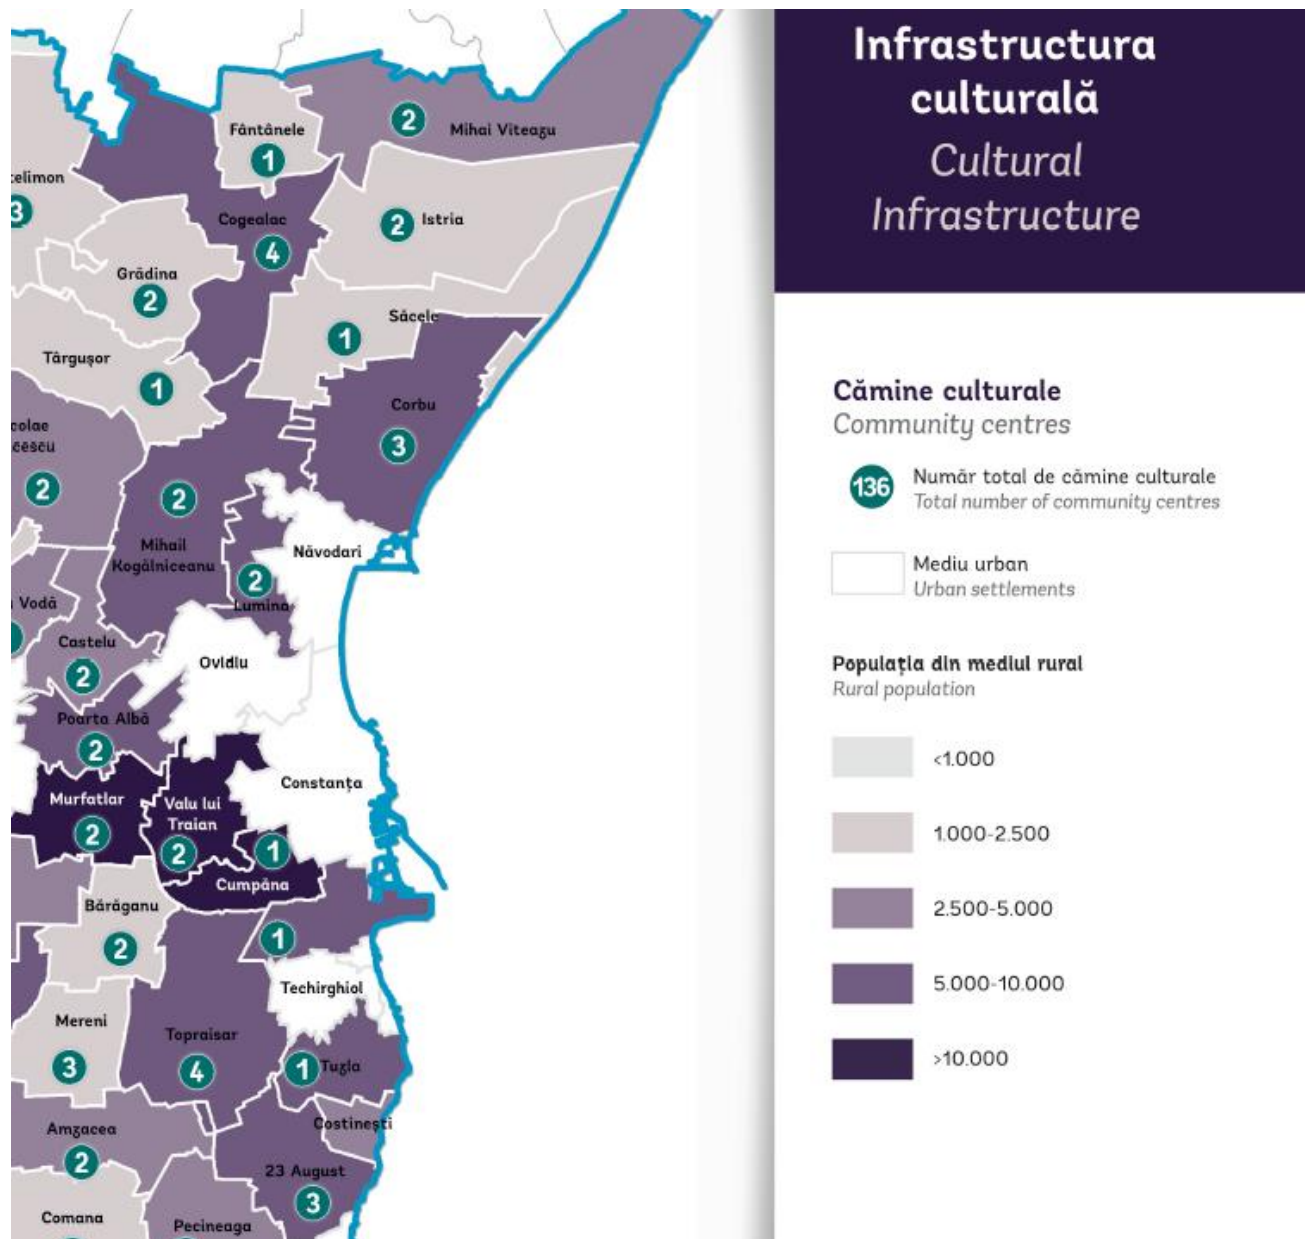 Infrastructura
culturală
Cultural
Infrastructure
Cămine culturale
Community centres
136
Număr total de cămine culturale
Total number of community centres
Mediu urban
Urban settlements
Populația din mediul rural
Rural population
<1.000
1.000-2.500
2.500-5.000
5.000-10.000
>10.000
Fântânele
1
2
Mihai Viteazu
telimon
3
Cogealac
4
2
Istria
Grădina
2
Săcele
1
Târgușor
1
Corbu
3
colae
cescu
2
2
Mihail
Kogălniceanu
Năvodari
2
Lumina
Vodă
Castelu
2
Ovidiu
Poarta Albă
2
Constanța
Murfatlar
2
Valu lui
Traian
2
1
Cumpăna
Bărăganu
2
1
Techirghiol
Mereni
3
Topraisar
4
1
Tuzla
Costinești
Amzacea
2
23 August
3
Comana
Pecineaga